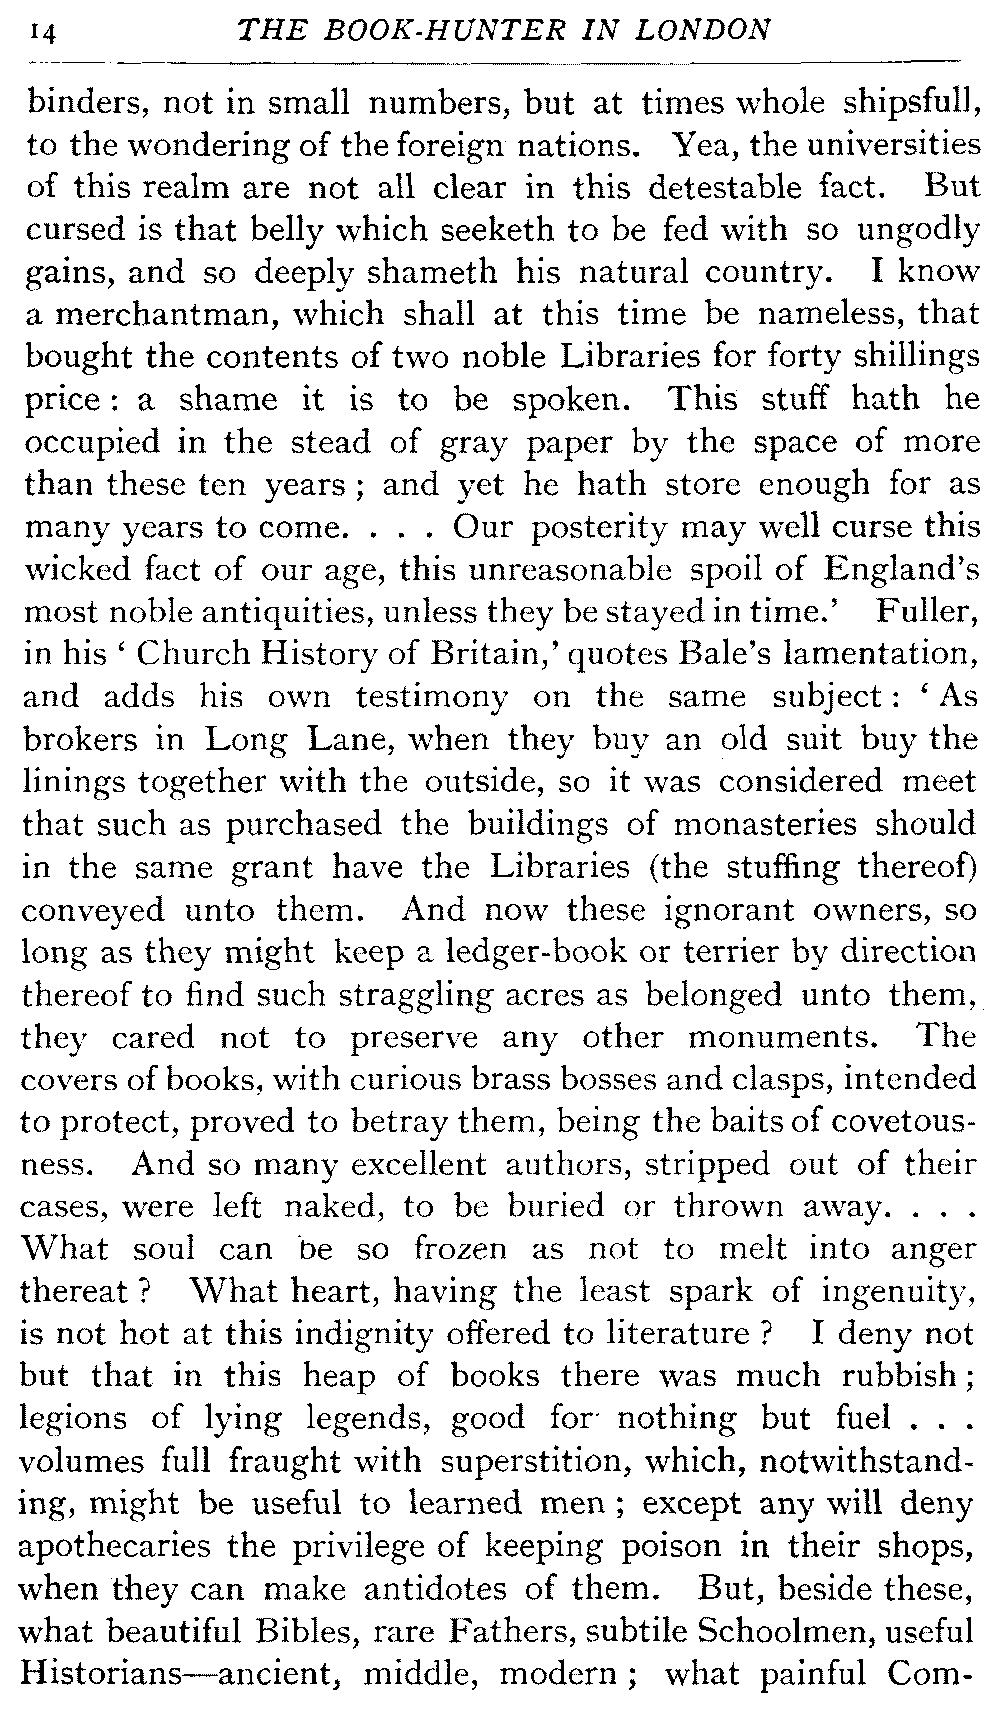 14 THE BOOK-HUNTER IN LONDON
binders, not in small numbers, but at times whole shipsfull,
to the wondering of the foreign nations. Yea, the universities
of this realm are not all clear in this detestable fact. But
cursed is that belly which seeketh to be fed with so ungodly
gains, and so deeply shameth his natural country. I know
a merchantman, which shall at this time be nameless, that
bought the contents of two noble Libraries for forty shillings
price : a shame it is to be spoken. This stuff hath he
occupied in the stead of gray paper by the space of more
than these ten years ; and yet he hath store enough for as
many years to come. . . . Our posterity may well curse this
wicked fact of our age, this unreasonable spoil of England's
most noble antiquities, unless they be stayed in time.' Fuller,
in his ‘ Church History of Britain,’ quotes Bale's lamentation,
and adds his own testimony on the same subject : ‘ As
brokers in Long Lane, when they buy an old suit buy the
linings together with the outside, so it was considered meet
that such as purchased the buildings of monasteries should
in the same grant have the Libraries (the stuffing thereof)
conveyed unto them. And now these ignorant owners, so
long as they might keep a ledger-book or terrier by direction
thereof to find such straggling acres as belonged unto them,
they cared not to preserve any other monuments. The
covers of books, with curious brass bosses and clasps, intended
to protect, proved to betray them, being the baits of covetous-
ness. And so many excellent authors, stripped out of their
cases, were left naked, to be buried or thrown away. . . .
What soul can be so frozen as not to melt into anger
thereat ? What heart, having the least spark of ingenuity,
is not hot at this indignity offered to literature ? I deny not
but that in this heap of books there was much rubbish ;
legions of lying legends, good for nothing but fuel . . .
volumes full fraught with superstition, which, notwithstand-
ing, might be useful to learned men ; except any will deny
apothecaries the privilege of keeping poison in their shops,
when they can make antidotes of them. But, beside these,
what beautiful Bibles, rare Fathers, subtile Schoolmen, useful
Historians—ancient, middle, modern ; what painful Com-